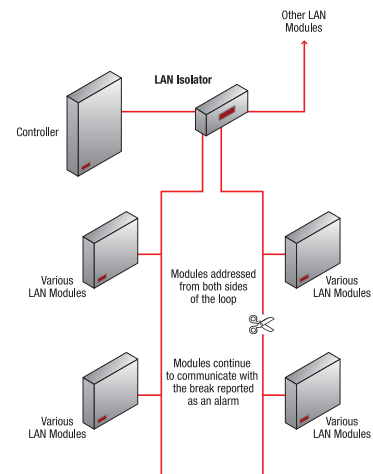 Other LAN
Modules
LAN Isolator
Controller
Various
LAN Modules
Modules addressed
from both sides
of the loop
Various
LAN Modules
Modules continue
to communicate with
the break reported
as an alarm
Various
LAN Modules
Various
LAN Modules